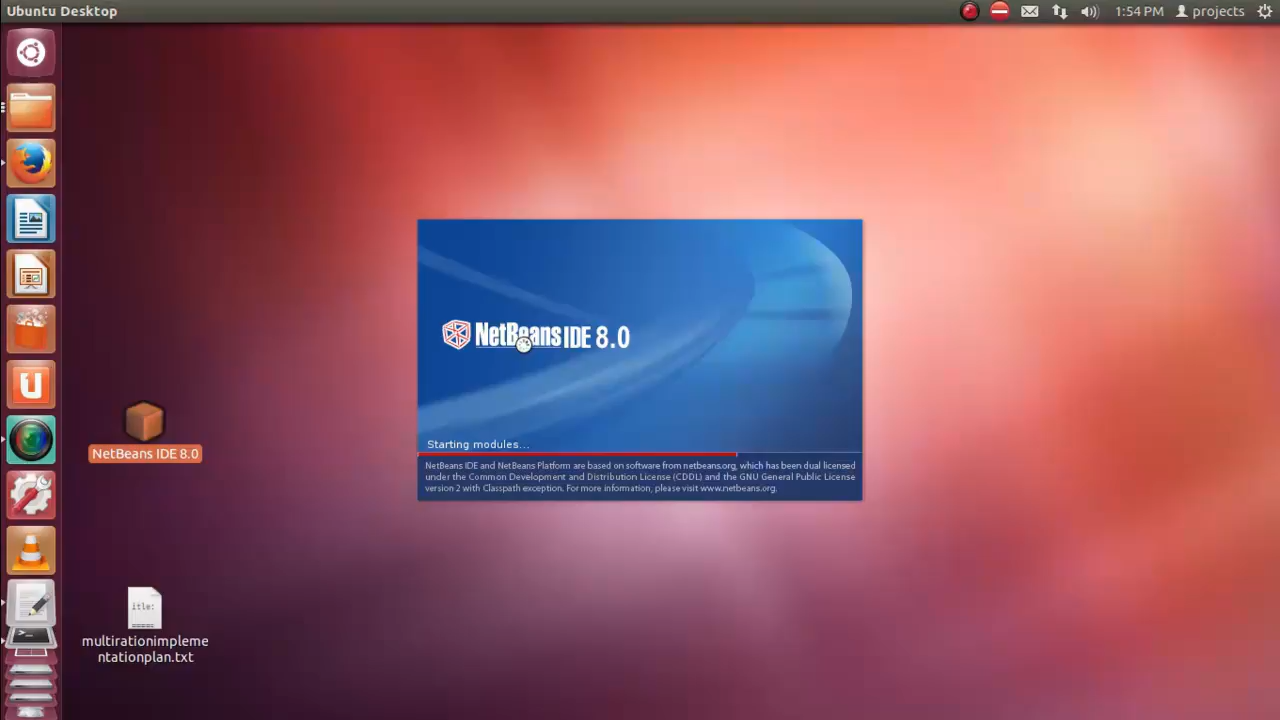 Ubuntu Desktop
1:54 PM
projects
NetBeans IDE 8.0
Starting modules...
NetBeans IDE and NetBeans Platform are based on software from netbeans.org, which has been dual licensed
under the Common Development and Distribution License (CDDL) and the GNU General Public License
version 2 with Classpath exception. For more information, please visit www.netbeans.org.
NetBeans IDE 8.0
itle:
multirationimpleme
ntationplan.txt